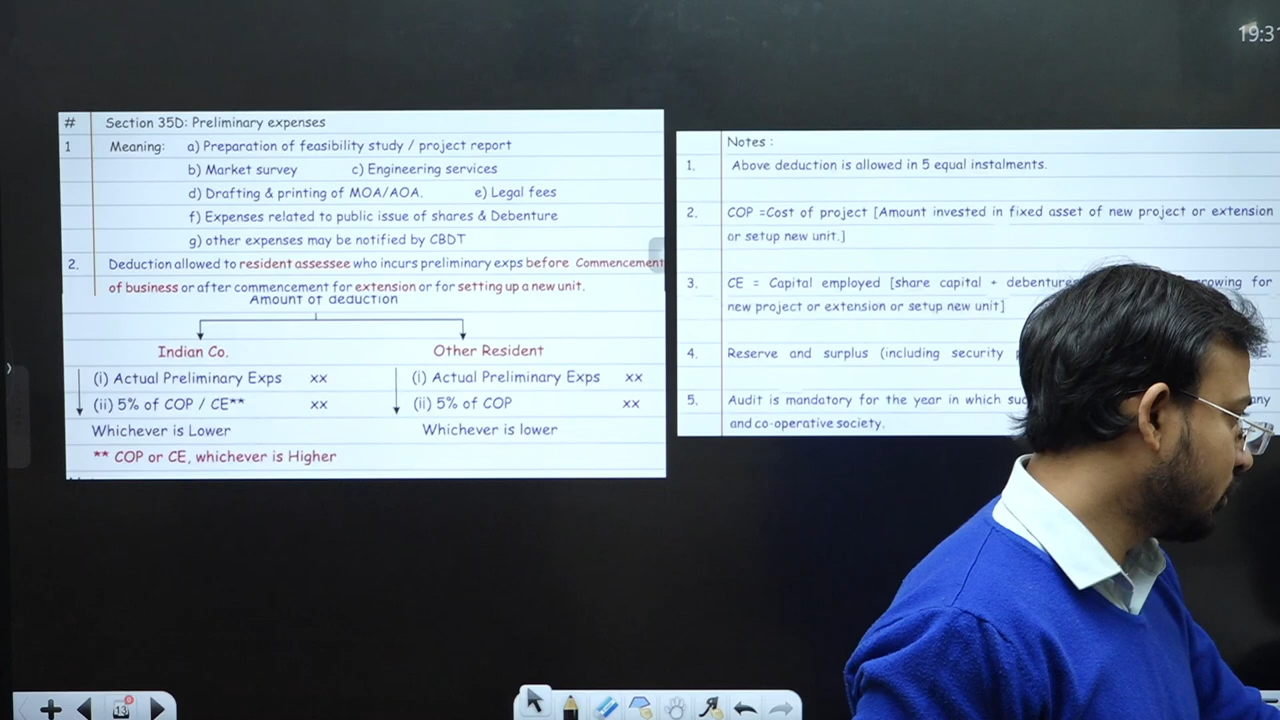 19:31
# Section 35D: Preliminary expenses
1 Meaning: a) Preparation of feasibility study / project report
b) Market survey c) Engineering services
d) Drafting & printing of MOA/AOA. e) Legal fees
f) Expenses related to public issue of shares & Debenture
g) other expenses may be notified by CBDT
2. Deduction allowed to resident assessee who incurs preliminary exps before Commencement
of business or after commencement for extension or for setting up a new unit.
Amount of deduction
Indian Co. Other Resident
(i) Actual Preliminary Exps xx (i) Actual Preliminary Exps xx
(ii) 5% of COP / CE** xx (ii) 5% of COP xx
Whichever is Lower Whichever is lower
** COP or CE, whichever is Higher
Notes :
1. Above deduction is allowed in 5 equal instalments.
2. COP =Cost of project [Amount invested in fixed asset of new project or extension
or setup new unit.]
3. CE = Capital employed [share capital + debentures for
new project or extension or setup new unit]
4. Reserve and surplus (including security
5. Audit is mandatory for the year in which
and co-operative society.
13